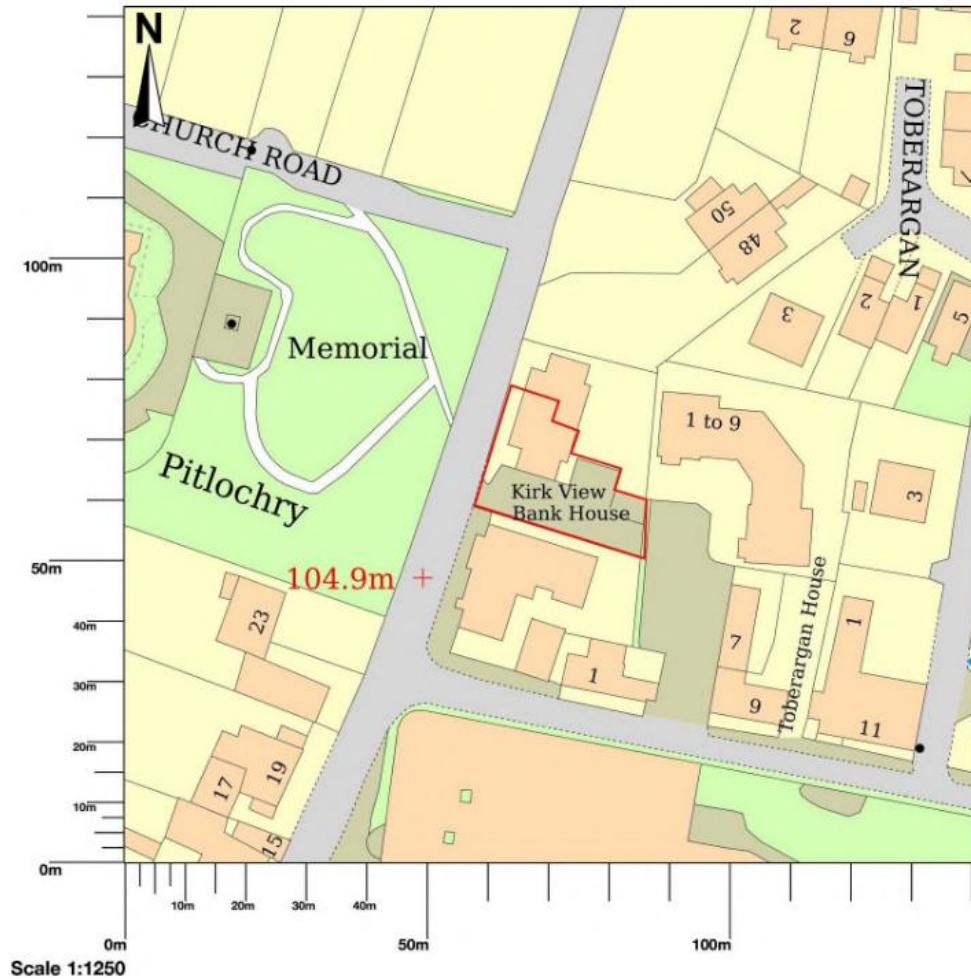 N
2
6
CHURCH ROAD
TOBERARGAN
7
50
48
100m
3
2
1
5
Memorial
1 to 9
Pitlochry
Kirk View
Bank House
3
50m
104.9m
40m
23
7
Toberargan House
1
30m
1
9
11
20m
19
17
10m
15
0m
10m
20m
30m
40m
0m
50m
100m
Scale 1:1250